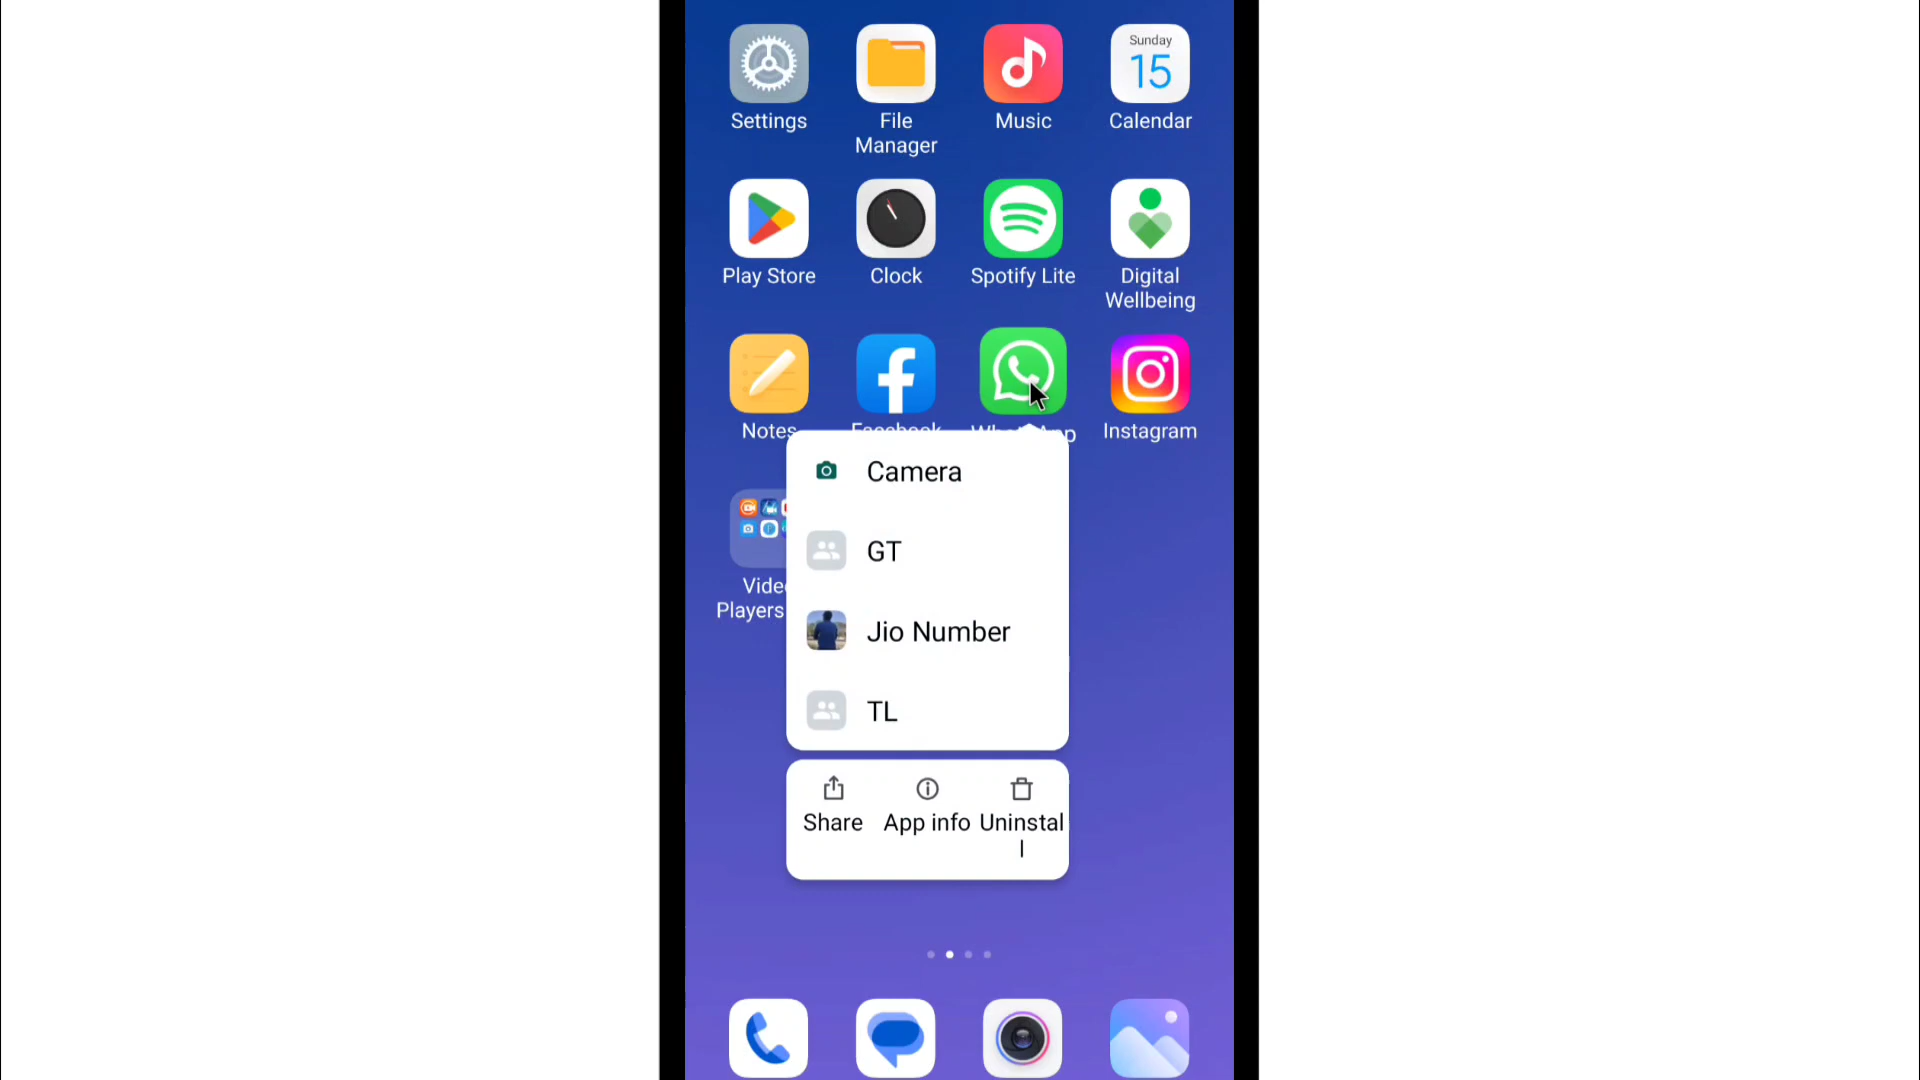 Settings
File
Manager
Music
Sunday
15
Calendar
Play Store
Clock
Spotify Lite
Digital
Wellbeing
Notes
Facebook
Instagram
Camera
GT
Jio Number
TL
Players
Share
App info
Uninstal
l